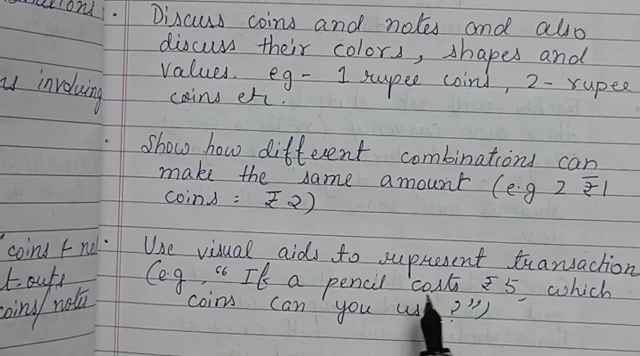 Discuss coins and notes and also
discuss their colors, shapes and
s involving values. eg - 1 rupee coins, 2 - rupee
coins etc.
Show how different combinations can
make the same amount (e.g 2 ₹1
coins = ₹2)
coins + no Use visual aids to represent transaction
t-outs (eg, "If a pencil costs ₹5, which
coins/notes coins can you use?")